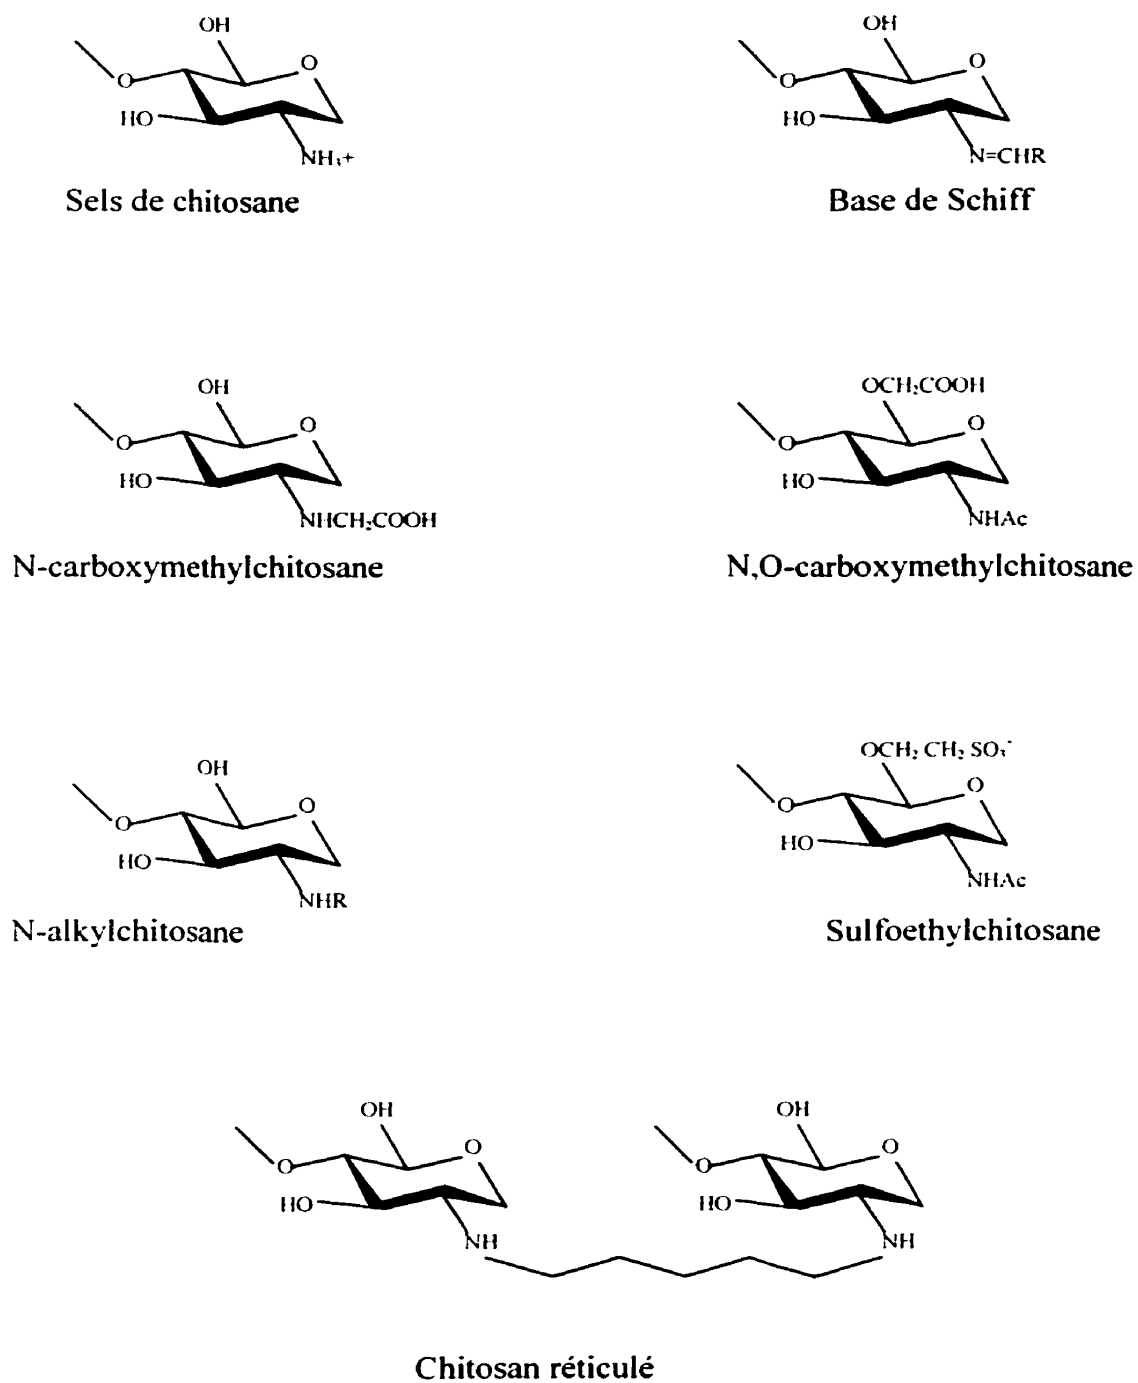 OH
OH
O
O
O
O
HO
HO
NH₃+
N=CHR
Sels de chitosane
Base de Schiff
OH
OCH₂COOH
O
O
O
O
HO
HO
NHCH₂COOH
NHAc
N-carboxymethylchitosane
N,O-carboxymethylchitosane
OH
OCH₂ CH₂ SO₃⁻
O
O
O
O
HO
HO
NHR
NHAc
N-alkylchitosane
Sulfoethylchitosane
OH
OH
O
O
O
O
HO
HO
NH
NH
Chitosan réticulé